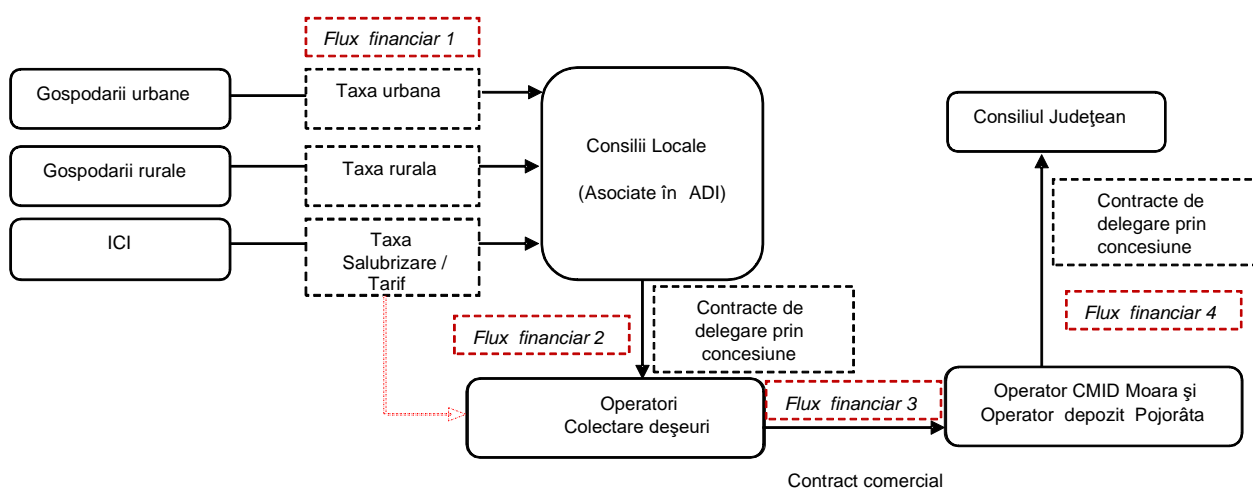 Flux financiar 1
Gospodarii urbane
Taxa urbana
Gospodarii rurale
Taxa rurala
ICI
Taxa
Salubrizare /
Tarif
Consilii Locale
(Asociate în ADI)
Consiliul Judeţean
Contracte de
delegare prin
concesiune
Flux financiar 4
Flux financiar 2
Contracte de
delegare prin
concesiune
Operatori
Colectare deşeuri
Flux financiar 3
Operator CMID Moara şi
Operator depozit Pojorâta
Contract comercial